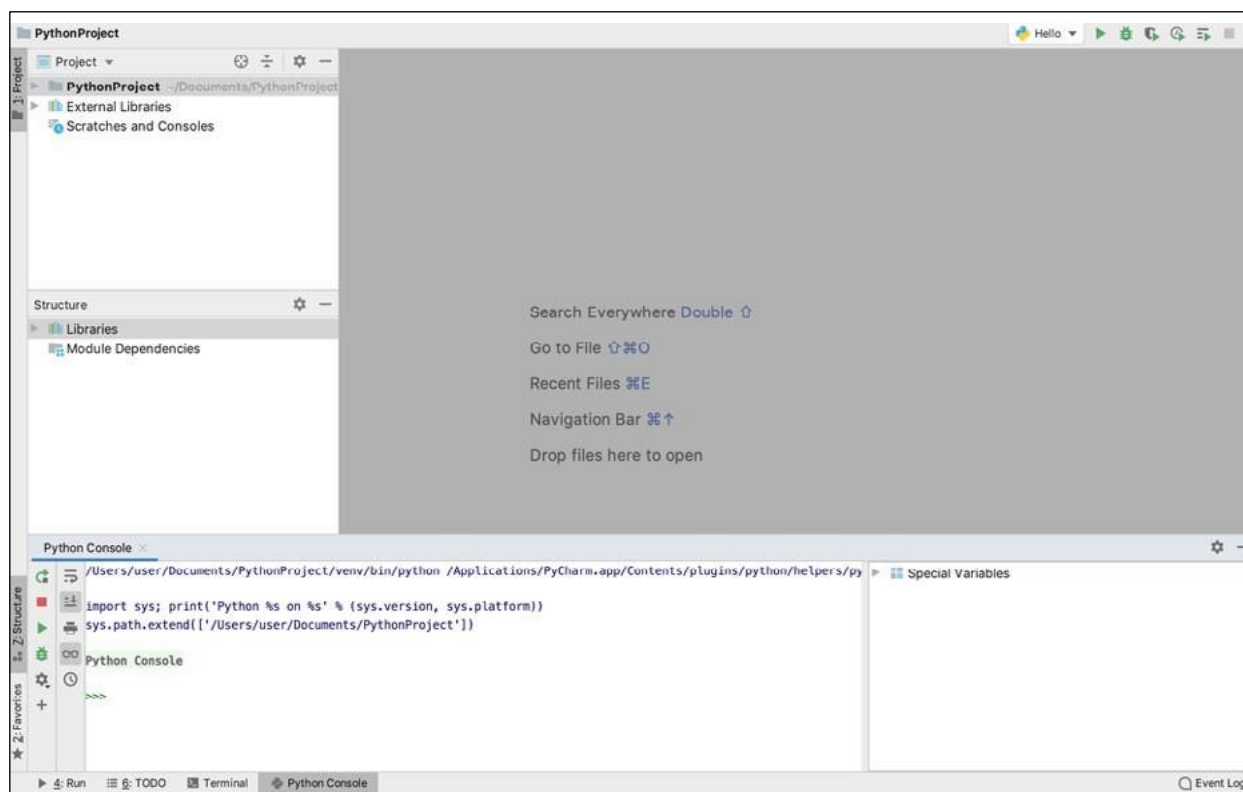 PythonProject
Hello
1: Project
Project
PythonProject ~/Documents/PythonProject
External Libraries
Scratches and Consoles
Structure
Libraries
Module Dependencies
Search Everywhere Double ⇧
Go to File ⇧⌘O
Recent Files ⌘E
Navigation Bar ⌘↑
Drop files here to open
Python Console
/Users/user/Documents/PythonProject/venv/bin/python /Applications/PyCharm.app/Contents/plugins/python/helpers/py
Special Variables
import sys; print('Python %s on %s' % (sys.version, sys.platform))
sys.path.extend(['/Users/user/Documents/PythonProject'])
Python Console
>>>
Z: Structure
2: Favorites
4: Run
6: TODO
Terminal
Python Console
Event Log